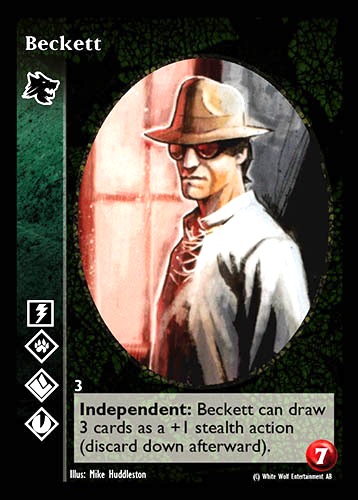 Beckett
3
Independent: Beckett can draw
3 cards as a +1 stealth action
(discard down afterward).
7
Illus: Mike Huddleston
(C) White Wolf Entertainment AB